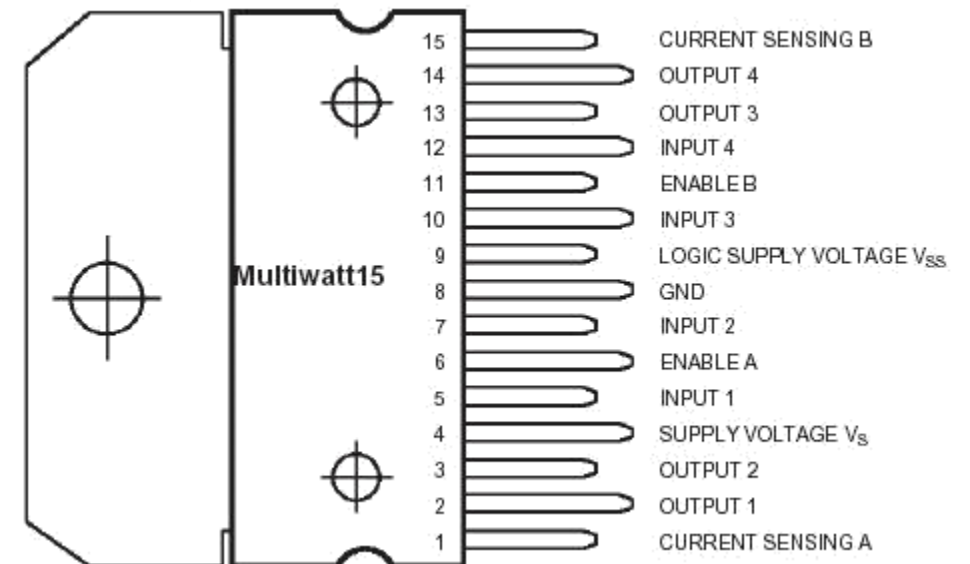 15 CURRENT SENSING B
14 OUTPUT 4
13 OUTPUT 3
12 INPUT 4
11 ENABLE B
10 INPUT 3
9 LOGIC SUPPLY VOLTAGE VSS
8 GND
Multiwatt15
7 INPUT 2
6 ENABLE A
5 INPUT 1
4 SUPPLY VOLTAGE VS
3 OUTPUT 2
2 OUTPUT 1
1 CURRENT SENSING A